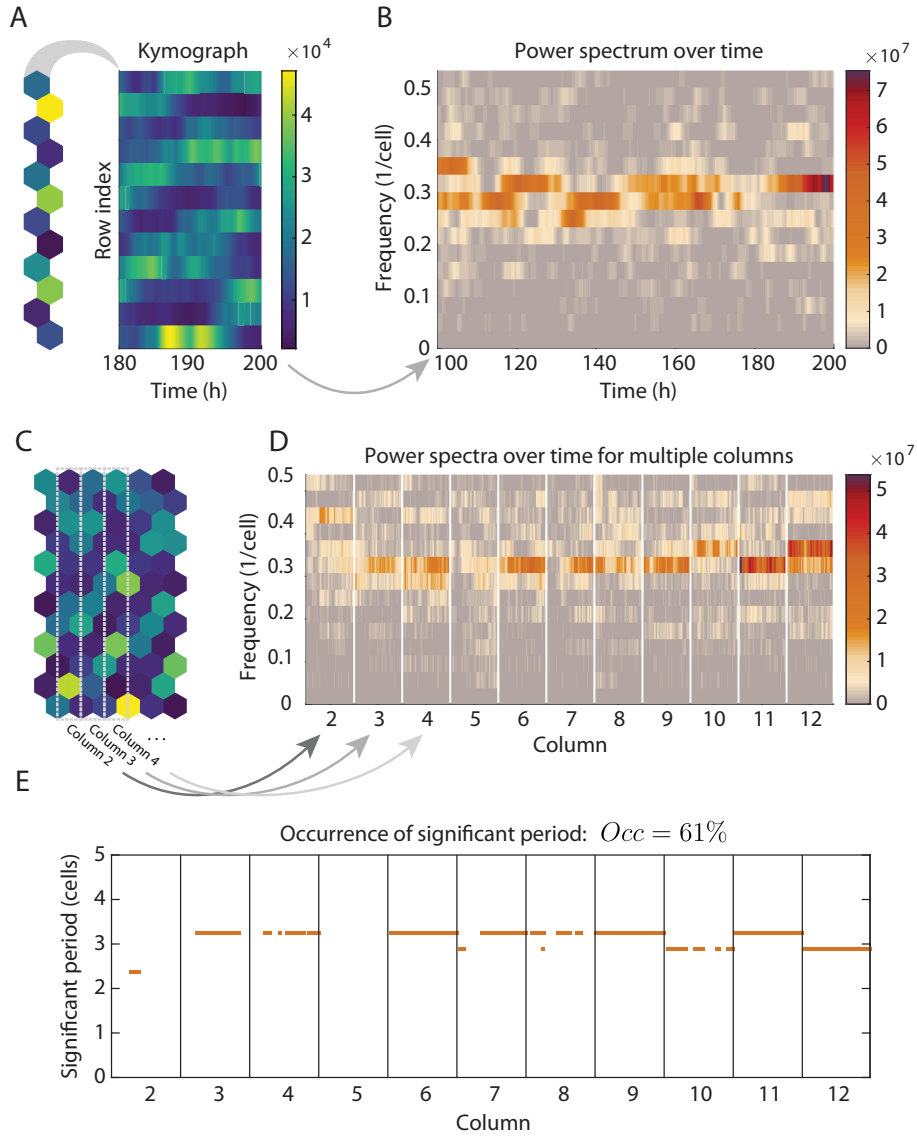 A
Kymograph
×10⁴
Row index
4
3
2
1
180 190 200
Time (h)
B
Power spectrum over time
×10⁷
Frequency (1/cell)
0.5
0.4
0.3
0.2
0.1
0
100 120 140 160 180 200
Time (h)
7
6
5
4
3
2
1
0
C
Column 2
Column 3
Column 4
...
D
Power spectra over time for multiple columns
×10⁷
Frequency (1/cell)
0.5
0.4
0.3
0.2
0.1
0
2 3 4 5 6 7 8 9 10 11 12
Column
5
4
3
2
1
0
E
Occurrence of significant period: Occ = 61%
Significant period (cells)
5
4
3
2
1
0
2 3 4 5 6 7 8 9 10 11 12
Column